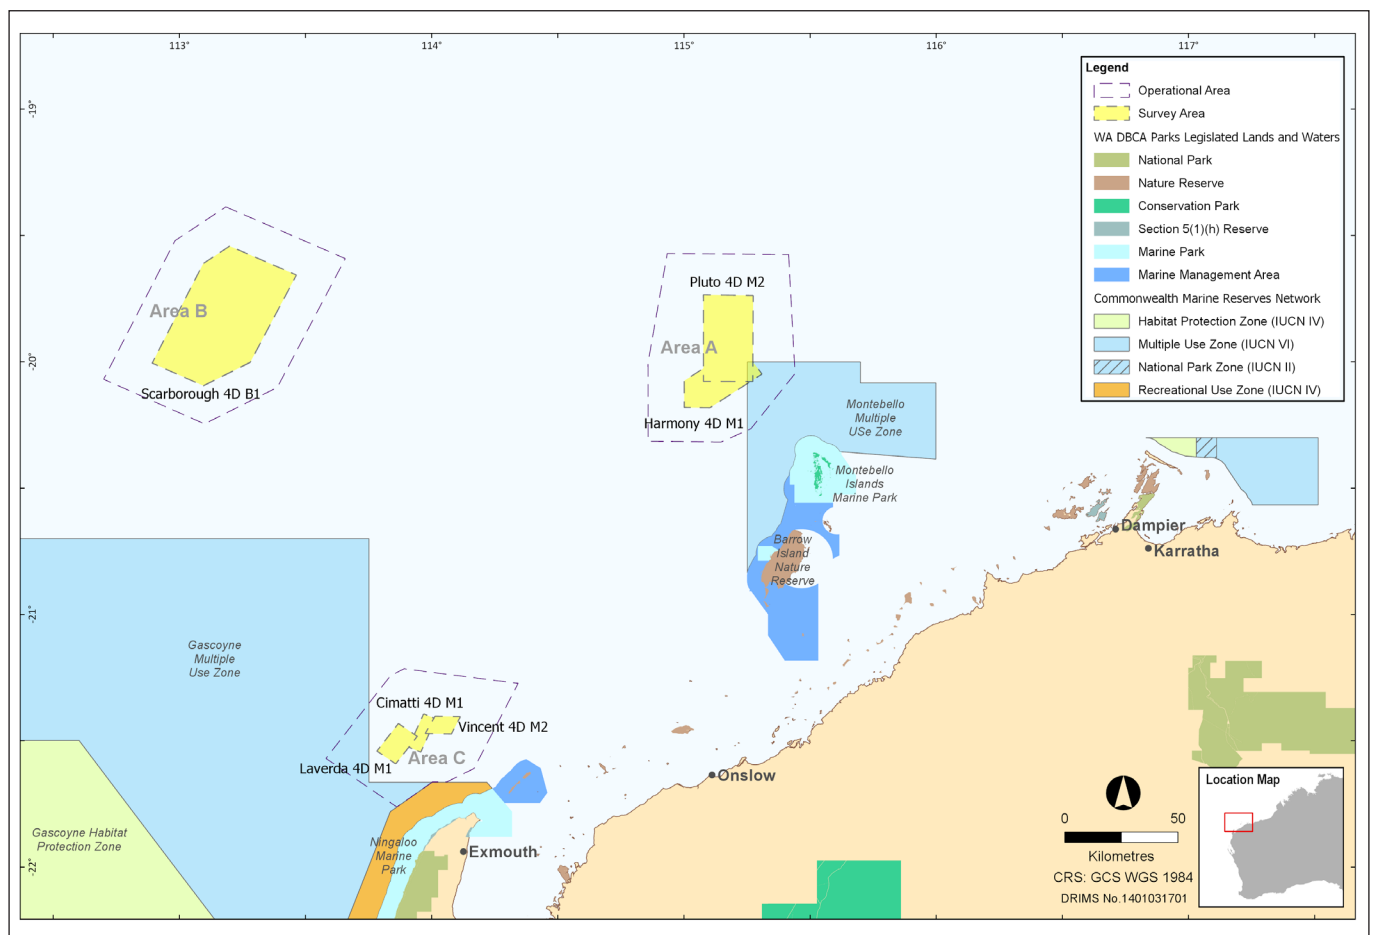 113°
114°
115°
116°
117°
-19°
-20°
-21°
-22°
Legend
Operational Area
Survey Area
WA DBCA Parks Legislated Lands and Waters
National Park
Nature Reserve
Conservation Park
Section 5(1)(h) Reserve
Marine Park
Marine Management Area
Commonwealth Marine Reserves Network
Habitat Protection Zone (IUCN IV)
Multiple Use Zone (IUCN VI)
National Park Zone (IUCN II)
Recreational Use Zone (IUCN IV)
Area B
Scarborough 4D B1
Pluto 4D M2
Area A
Harmony 4D M1
Montebello
Multiple
USe Zone
Montebello
Islands
Marine Park
Barrow
Island
Nature
Reserve
Dampier
Karratha
Gascoyne
Multiple
Use Zone
Cimatti 4D M1
Vincent 4D M2
Area C
Laverda 4D M1
Onslow
Gascoyne Habitat
Protection Zone
Ningaloo
Marine
Park
Exmouth
0
50
Kilometres
CRS: GCS WGS 1984
DRIMS No.1401031701
Location Map